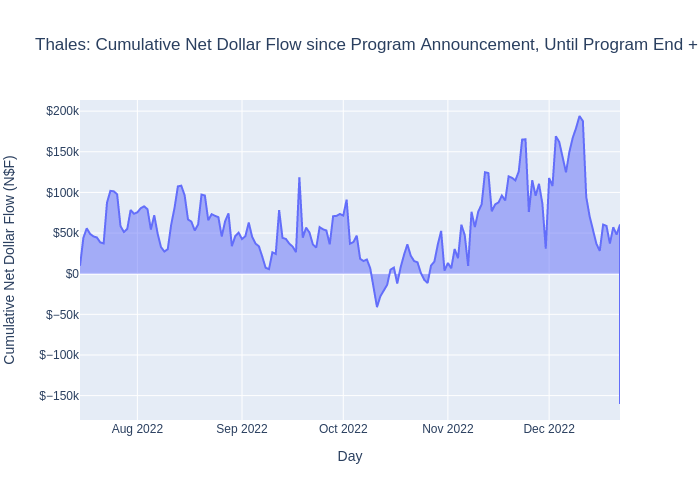 Thales: Cumulative Net Dollar Flow since Program Announcement, Until Program End +
Cumulative Net Dollar Flow (N$F)
$200k
$150k
$100k
$50k
$0
$−50k
$−100k
$−150k
Aug 2022
Sep 2022
Oct 2022
Nov 2022
Dec 2022
Day